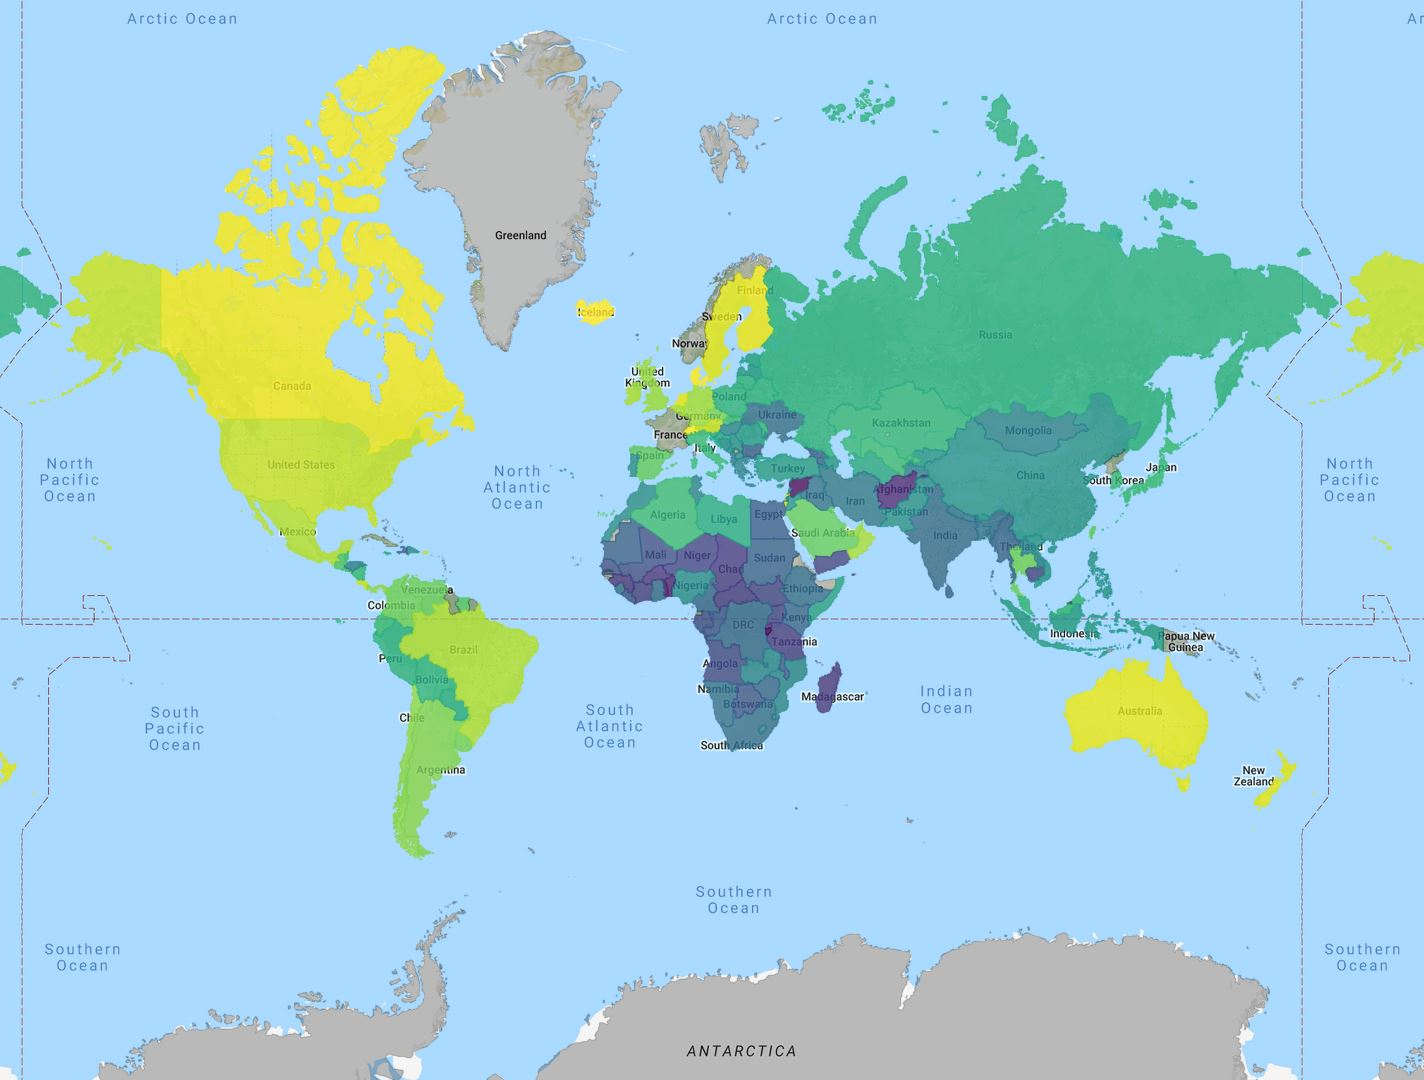 Arctic Ocean
Arctic Ocean
Ar
Greenland
Iceland
Finland
Sweden
Norway
Russia
United
Kingdom
Canada
Poland
Germany
Ukraine
Kazakhstan
Mongolia
France
Italy
Spain
United States
North
Pacific
Ocean
North
Atlantic
Ocean
Turkey
China
Japan
South Korea
North
Pacific
Ocean
Afghanistan
Iraq
Iran
Pakistan
Algeria
Libya
Egypt
Saudi Arabia
India
Mexico
Thailand
Mali
Niger
Chad
Sudan
Nigeria
Ethiopia
Venezuela
Colombia
DRC
Kenya
Tanzania
Indonesia
Papua New
Guinea
Brazil
Peru
Bolivia
Angola
Namibia
Botswana
Madagascar
Indian
Ocean
Australia
South
Pacific
Ocean
Chile
South
Atlantic
Ocean
South Africa
Argentina
New
Zealand
Southern
Ocean
Southern
Ocean
Southern
Ocean
ANTARCTICA